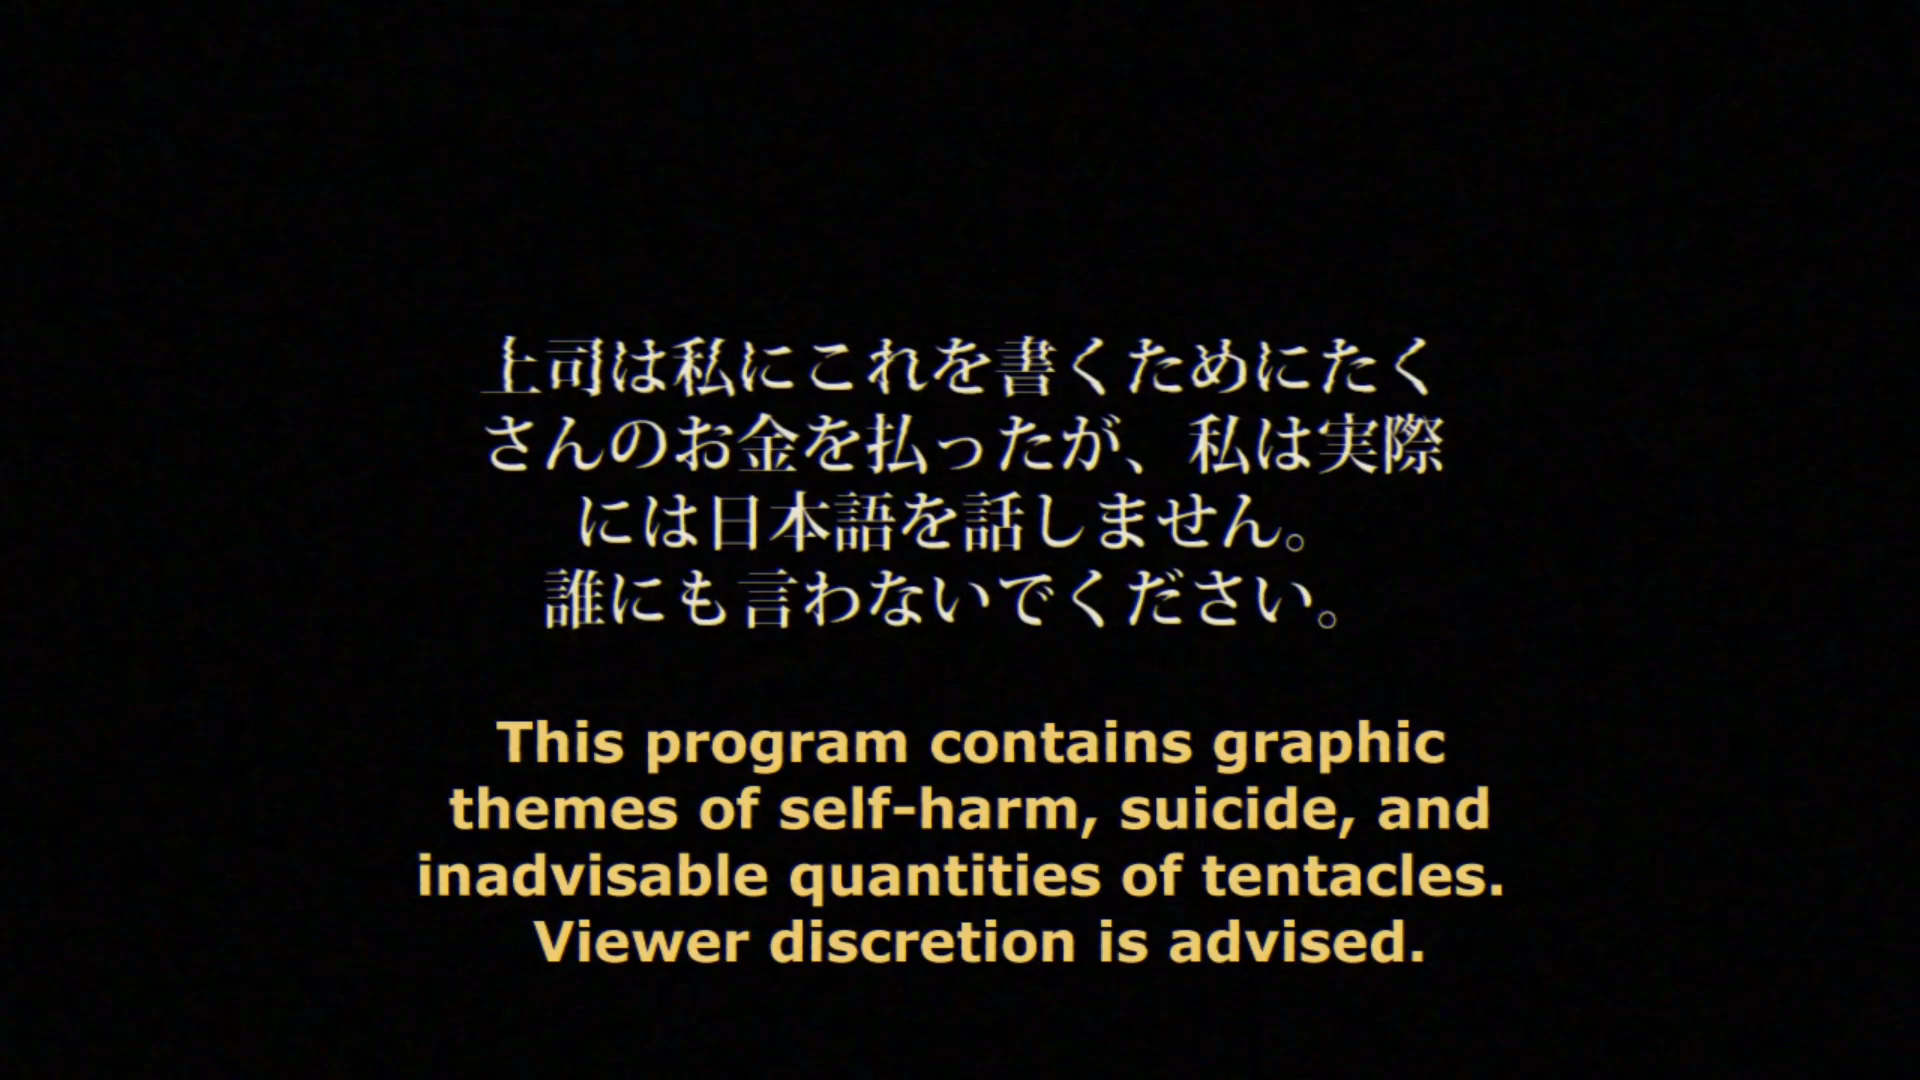 上司は私にこれを書くためにたく
さんのお金を払ったが、私は実際
には日本語を話しません。
誰にも言わないでください。
This program contains graphic
themes of self-harm, suicide, and
inadvisable quantities of tentacles.
Viewer discretion is advised.